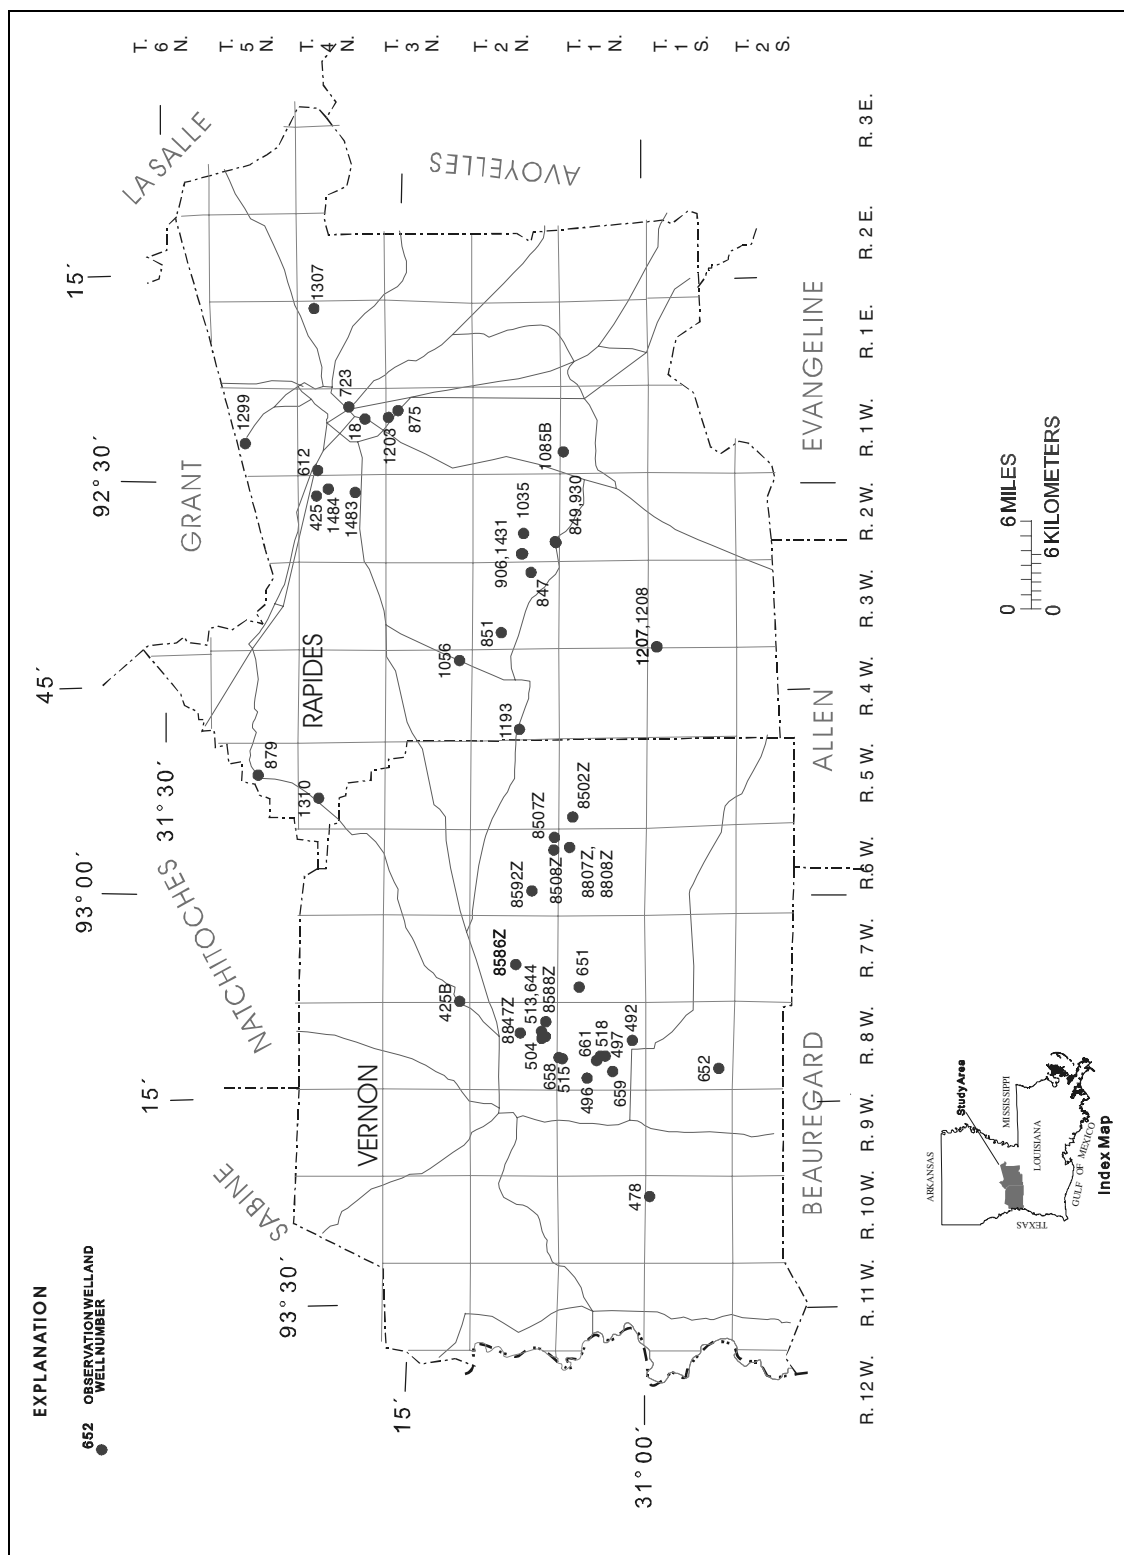 EXPLANATION
652 OBSERVATION WELL AND
WELL NUMBER
SABINE
NATCHITOCHES
GRANT
LA SALLE
AVOYELLES
EVANGELINE
ALLEN
BEAUREGARD
VERNON
RAPIDES
93° 30´
15´
93° 00´
45´
92° 30´
15´
31° 30´
15´
31° 00´
T. 6 N.
T. 5 N.
T. 4 N.
T. 3 N.
T. 2 N.
T. 1 N.
T. 1 S.
T. 2 S.
R. 12 W.
R. 11 W.
R. 10 W.
R. 9 W.
R. 8 W.
R. 7 W.
R. 6 W.
R. 5 W.
R. 4 W.
R. 3 W.
R. 2 W.
R. 1 W.
R. 1 E.
R. 2 E.
R. 3 E.
1299
1307
723
18
1203
875
612
425
1484
1483
1085B
1035
906,1431
849,930
847
851
1056
1207,1208
1193
879
1310
8502Z
8507Z
8508Z
8807Z,
8808Z
8592Z
8586Z
651
425B
8847Z
513,644
8588Z
504
658
515
661
518
497
492
496
659
652
478
0 6 MILES
0 6 KILOMETERS
ARKANSAS
Study Area
MISSISSIPPI
LOUISIANA
TEXAS
GULF OF MEXICO
Index Map